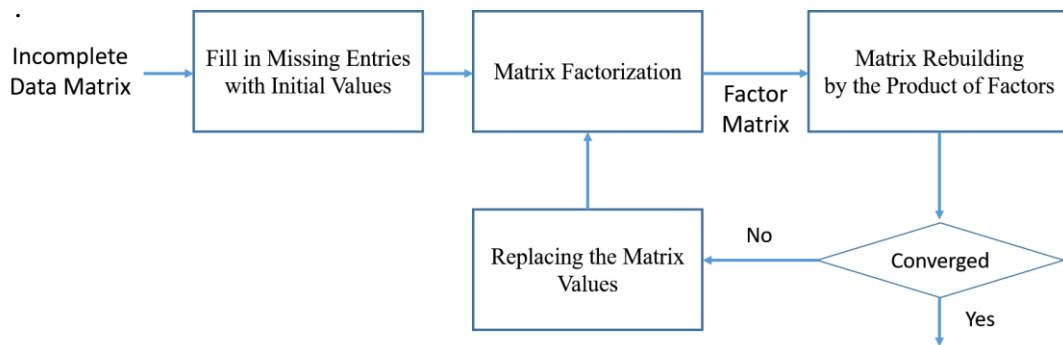 .
Incomplete
Data Matrix
Fill in Missing Entries
with Initial Values
Matrix Factorization
Factor
Matrix
Matrix Rebuilding
by the Product of Factors
Replacing the Matrix
Values
No
Converged
Yes